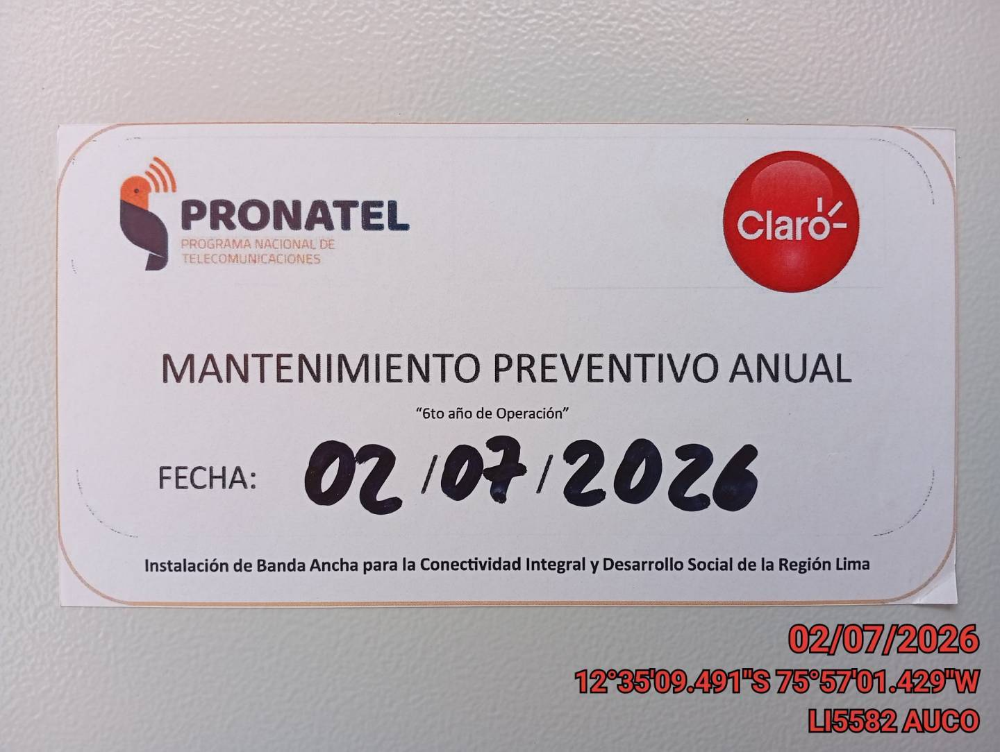 PRONATEL
PROGRAMA NACIONAL DE
TELECOMUNICACIONES
Claro
MANTENIMIENTO PREVENTIVO ANUAL
“6to año de Operación”
FECHA: 02/07/2026
Instalación de Banda Ancha para la Conectividad Integral y Desarrollo Social de la Región Lima
02/07/2026
12°35'09.491"S 75°57'01.429"W
LI5582 AUCO